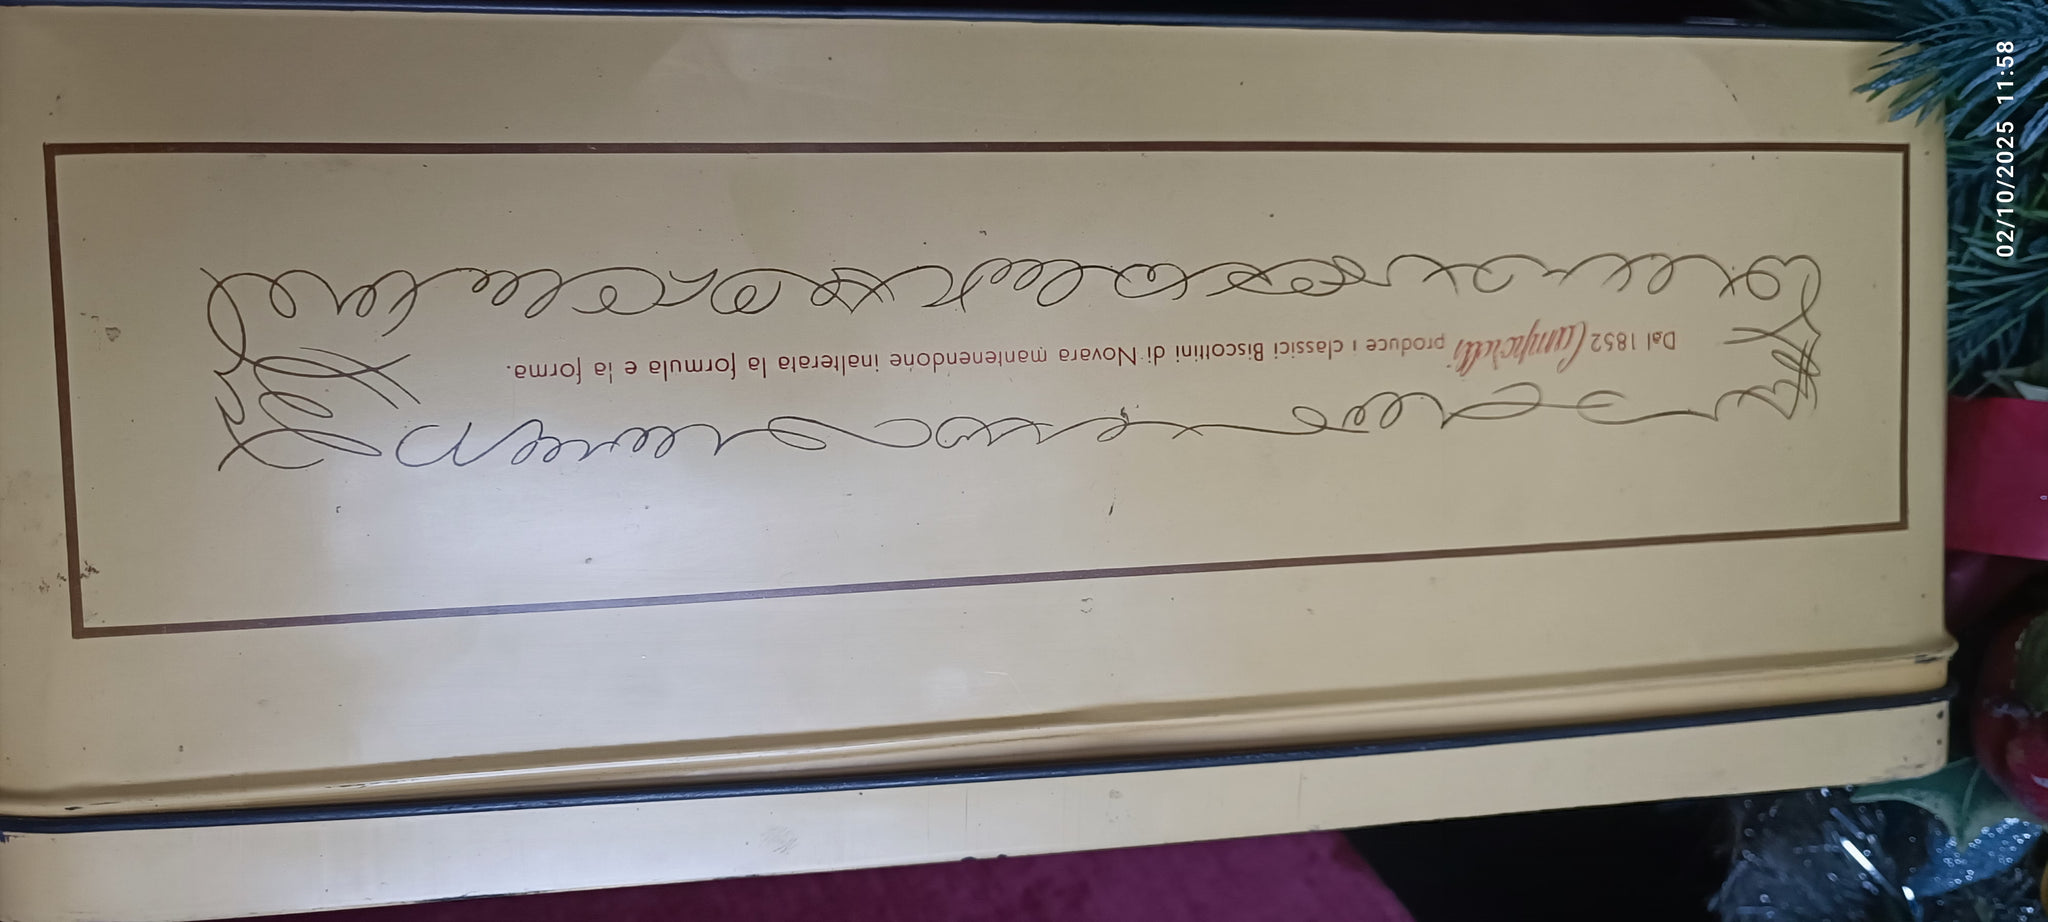 Dal 1852 Camporelli produce i classici Biscottini di Novara mantenendone inalterata la formula e la forma.
02/10/2025 11:58